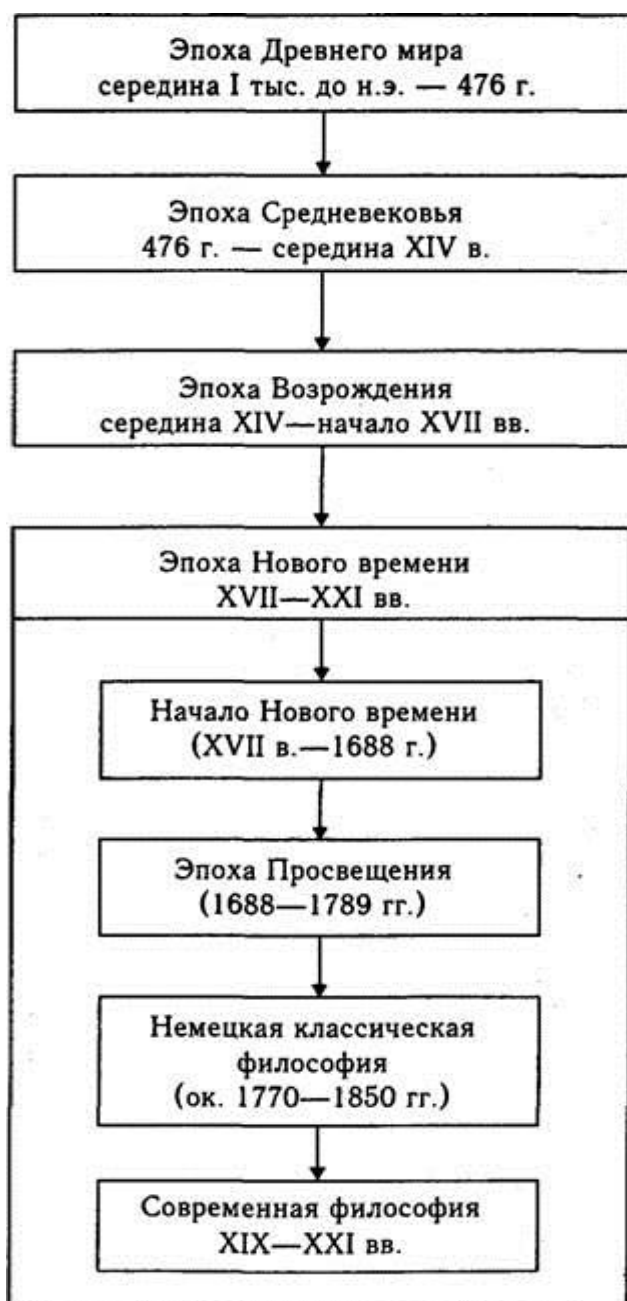 Эпоха Древнего мира
середина I тыс. до н.э. — 476 г.
Эпоха Средневековья
476 г. — середина XIV в.
Эпоха Возрождения
середина XIV—начало XVII вв.
Эпоха Нового времени
XVII—XXI вв.
Начало Нового времени
(XVII в.—1688 г.)
Эпоха Просвещения
(1688—1789 гг.)
Немецкая классическая
философия
(ок. 1770—1850 гг.)
Современная философия
XIX—XXI вв.